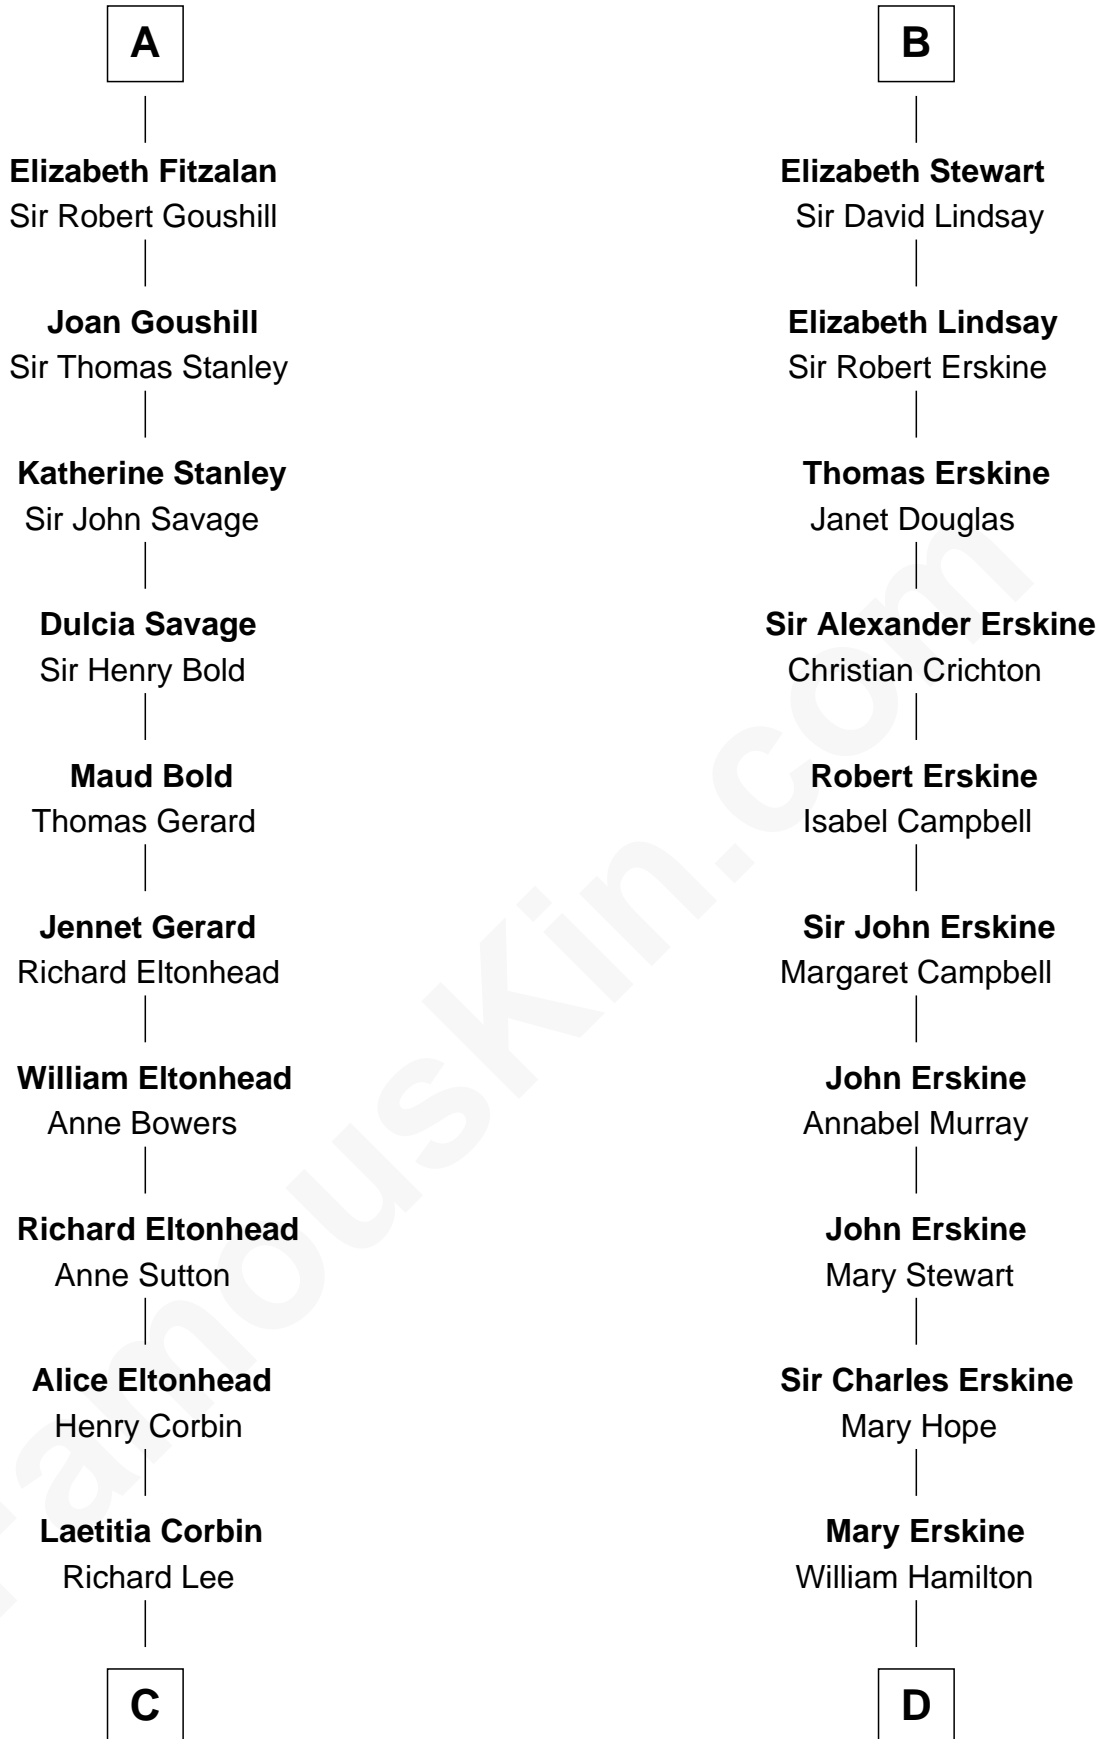 A
Elizabeth Fitzalan
Sir Robert Goushill
Joan Goushill
Sir Thomas Stanley
Katherine Stanley
Sir John Savage
Dulcia Savage
Sir Henry Bold
Maud Bold
Thomas Gerard
Jennet Gerard
Richard Eltonhead
William Eltonhead
Anne Bowers
Richard Eltonhead
Anne Sutton
Alice Eltonhead
Henry Corbin
Laetitia Corbin
Richard Lee
C
B
Elizabeth Stewart
Sir David Lindsay
Elizabeth Lindsay
Sir Robert Erskine
Thomas Erskine
Janet Douglas
Sir Alexander Erskine
Christian Crichton
Robert Erskine
Isabel Campbell
Sir John Erskine
Margaret Campbell
John Erskine
Annabel Murray
John Erskine
Mary Stewart
Sir Charles Erskine
Mary Hope
Mary Erskine
William Hamilton
D
FamousKin.com